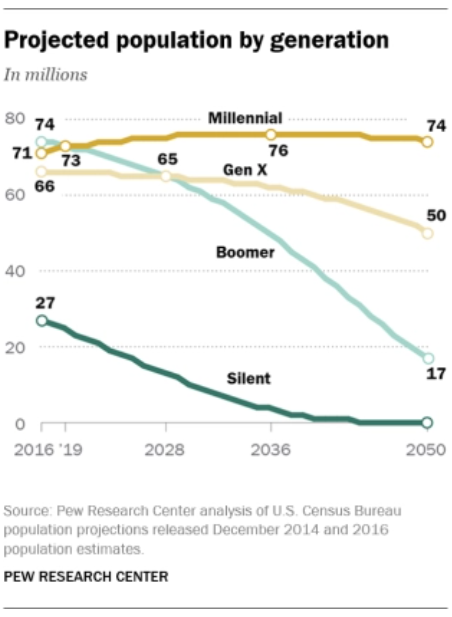 Projected population by generation
In millions
80
74
Millennial
74
71
73
65
76
66
Gen X
60
50
Boomer
40
27
20
17
Silent
0
2016 '19 2028 2036 2050
Source: Pew Research Center analysis of U.S. Census Bureau
population projections released December 2014 and 2016
population estimates.
PEW RESEARCH CENTER